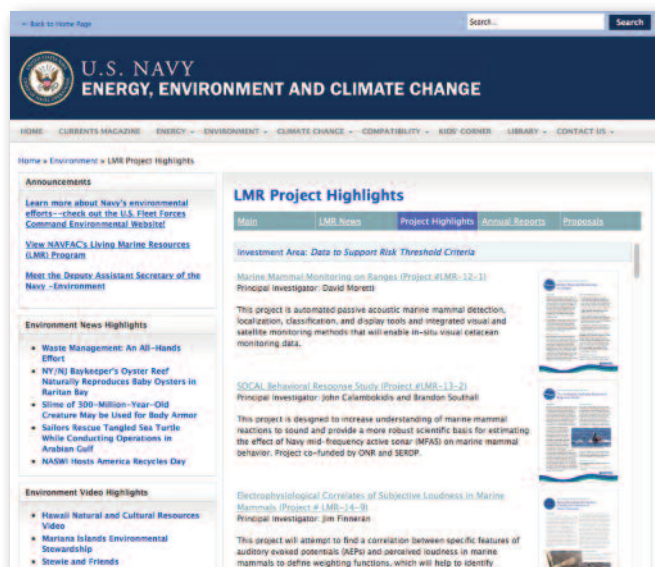 ← Back to Home Page
Search...
Search
U.S. NAVY
ENERGY, ENVIRONMENT AND CLIMATE CHANGE
HOME CURRENTS MAGAZINE ENERGY ENVIRONMENT CLIMATE CHANGE COMPATIBILITY KIDS' CORNER LIBRARY CONTACT US
Home » Environment » LMR Project Highlights
Announcements
Learn more about Navy's environmental
efforts--check out the U.S. Fleet Forces
Command Environmental Website!
View NAVFAC's Living Marine Resources
(LMR) Program
Meet the Deputy Assistant Secretary of the
Navy -Environment
Environment News Highlights
Waste Management: An All-Hands
Effort
NY/NJ Baykeeper's Oyster Reef
Naturally Reproduces Baby Oysters in
Raritan Bay
Slime of 300-Million-Year-Old
Creature May be Used for Body Armor
Sailors Rescue Tangled Sea Turtle
While Conducting Operations in
Arabian Gulf
NASWI Hosts America Recycles Day
Environment Video Highlights
Hawaii Natural and Cultural Resources
Video
Mariana Islands Environmental
Stewardship
Stewie and Friends
LMR Project Highlights
Main LMR News Project Highlights Annual Reports Proposals
Investment Area: Data to Support Risk Threshold Criteria
Marine Mammal Monitoring on Ranges (Project #LMR-12-1)
Principal Investigator: David Moretti
This project is automated passive acoustic marine mammal detection,
localization, classification, and display tools and integrated visual and
satellite monitoring methods that will enable in-situ visual cetacean
monitoring data.
SOCAL Behavioral Response Study (Project #LMR-13-2)
Principal Investigator: John Calambokidis and Brandon Southall
This project is designed to increase understanding of marine mammal
reactions to sound and provide a more robust scientific basis for estimating
the effect of Navy mid-frequency active sonar (MFAS) on marine mammal
behavior. Project co-funded by ONR and SERDP.
Electrophysiological Correlates of Subjective Loudness in Marine
Mammals (Project # LMR-14-9)
Principal Investigator: Jim Finneran
This project will attempt to find a correlation between specific features of
auditory evoked potentials (AEPs) and perceived loudness in marine
mammals to define weighting functions, which will help to identify